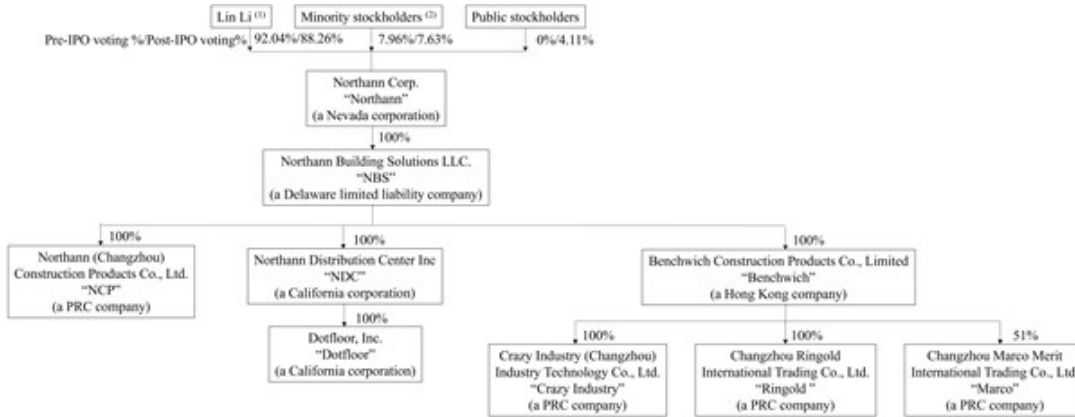 Lin Li (1)
Minority stockholders (2)
Public stockholders
Pre-IPO voting %/Post-IPO voting%
92.04%/88.26%
7.96%/7.63%
0%/4.11%
Northann Corp.
“Northann”
(a Nevada corporation)
100%
Northann Building Solutions LLC.
“NBS”
(a Delaware limited liability company)
100%
Northann (Changzhou)
Construction Products Co., Ltd.
“NCP”
(a PRC company)
100%
Northann Distribution Center Inc
“NDC”
(a California corporation)
100%
Benchwich Construction Products Co., Limited
“Benchwich”
(a Hong Kong company)
100%
Dotfloor, Inc.
“Dotfloor”
(a California corporation)
100%
Crazy Industry (Changzhou)
Industry Technology Co., Ltd.
“Crazy Industry”
(a PRC company)
100%
Changzhou Ringold
International Trading Co., Ltd.
“Ringold ”
(a PRC company)
51%
Changzhou Marco Merit
International Trading Co., Ltd
“Marco”
(a PRC company)